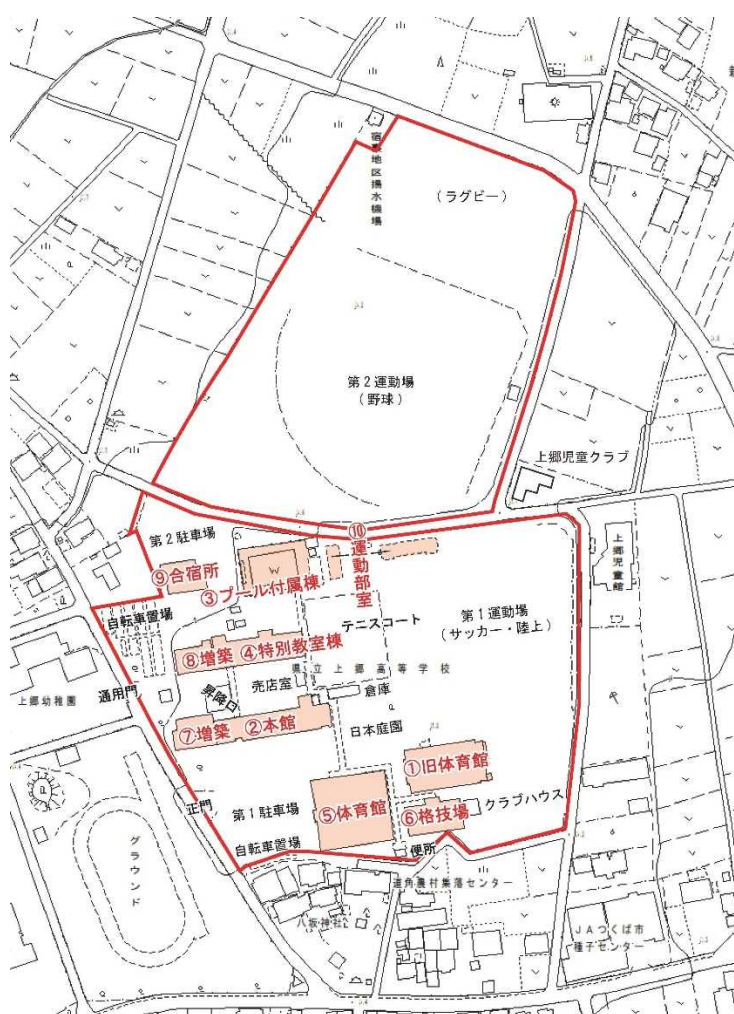 宿裏地区揚水機場
（ラグビー）
第２運動場
（野球）
上郷児童クラブ
第２駐車場
⑩運動部室
⑨合宿所
③プール付属棟
上郷児童館
自転車置場
テニスコート
第１運動場
（サッカー・陸上）
⑧増築 ④特別教室棟
県立上郷高等学校
上郷幼稚園
通用門
昇降口
売店室
倉庫
⑦増築 ②本館
日本庭園
①旧体育館
正門
第１駐車場
⑤体育館
⑥格技場
クラブハウス
自転車置場
便所
グラウンド
道角農村集落センター
八坂神社
ＪＡつくば市
種子センター